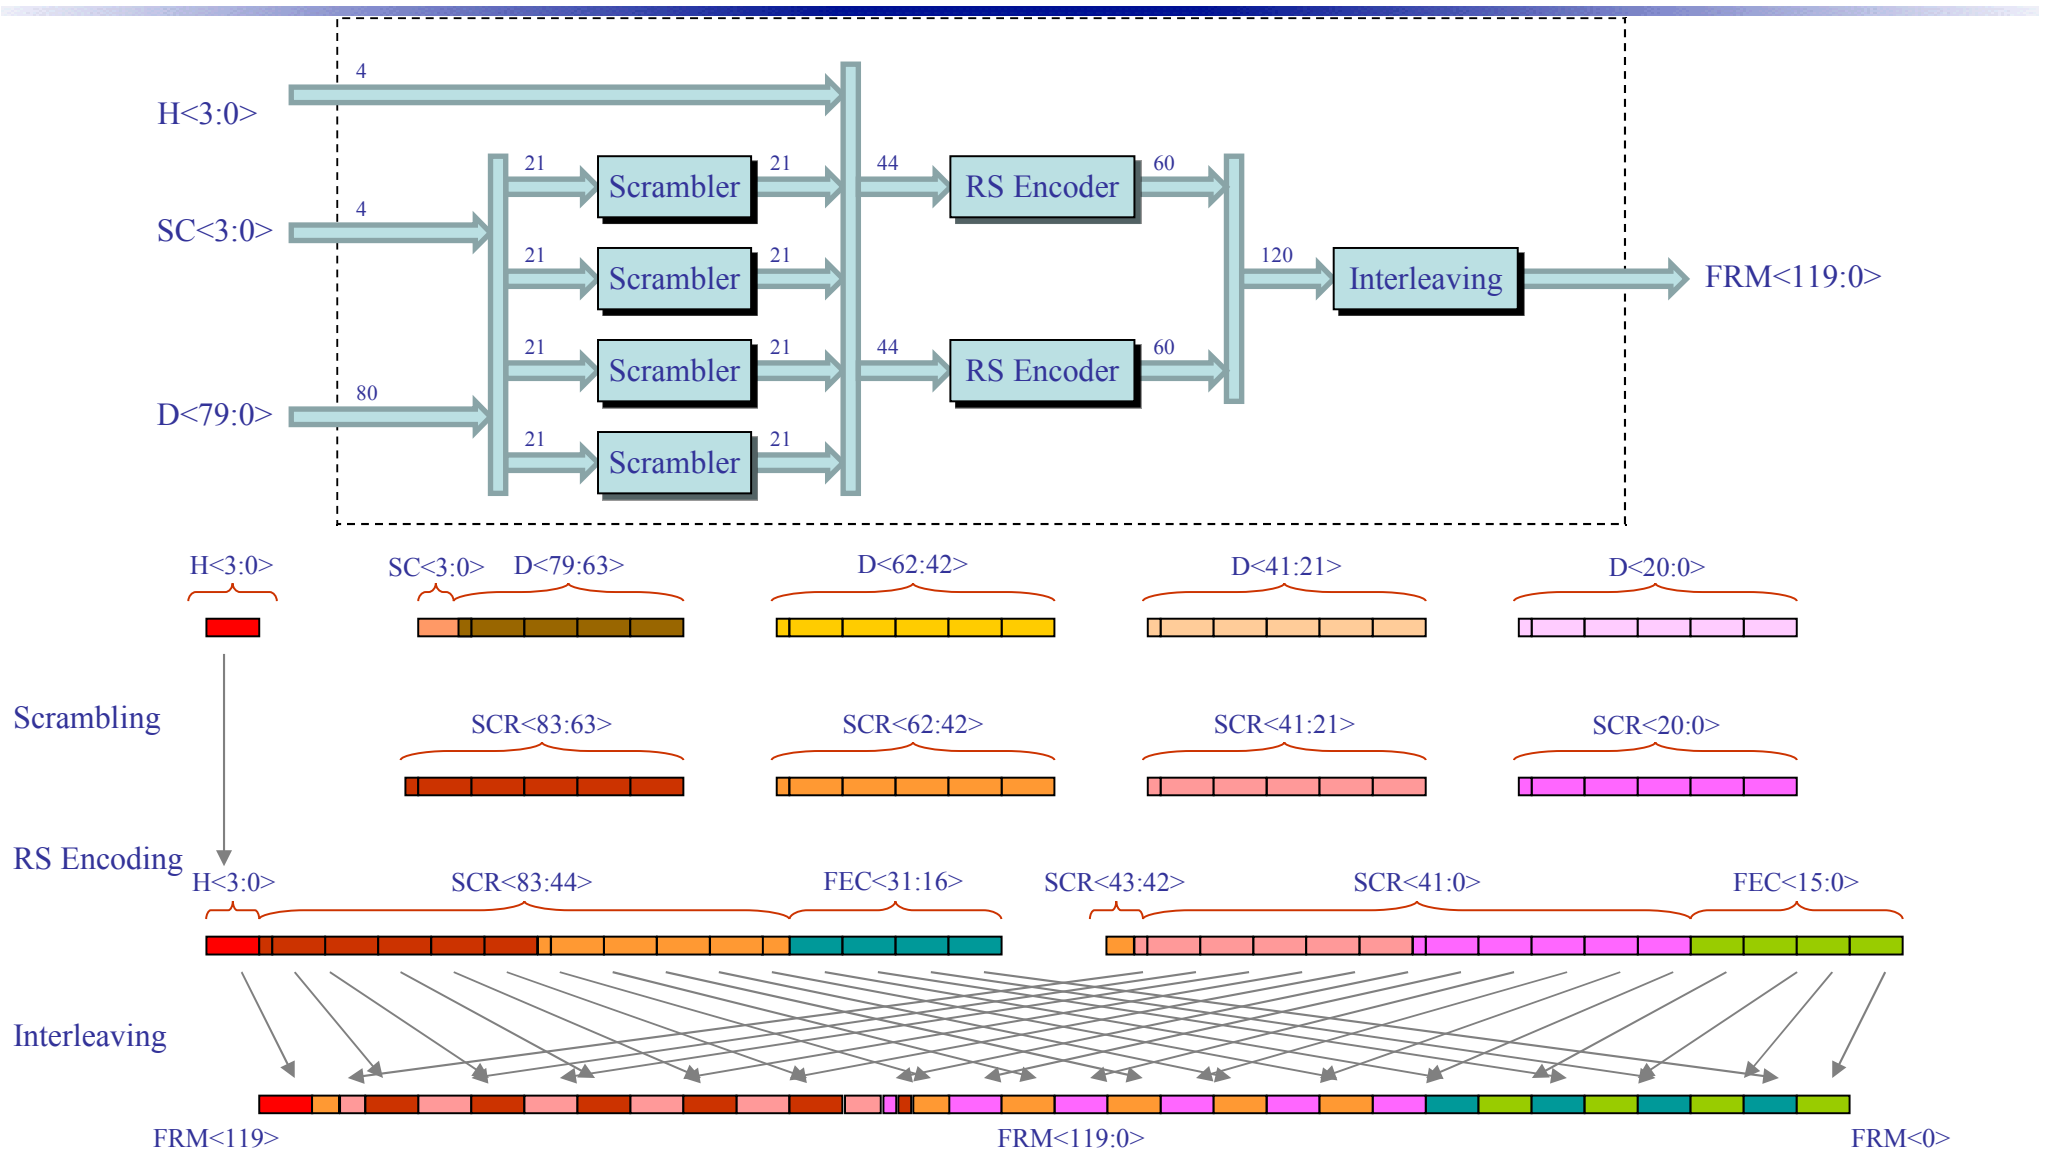 4
H<3:0>
21
21
44
60
Scrambler
RS Encoder
4
SC<3:0>
21
21
120
Scrambler
Interleaving
FRM<119:0>
21
21
44
60
Scrambler
RS Encoder
80
D<79:0>
21
21
Scrambler
H<3:0>
SC<3:0>
D<79:63>
D<62:42>
D<41:21>
D<20:0>
Scrambling
SCR<83:63>
SCR<62:42>
SCR<41:21>
SCR<20:0>
RS Encoding
H<3:0>
SCR<83:44>
FEC<31:16>
SCR<43:42>
SCR<41:0>
FEC<15:0>
Interleaving
FRM<119>
FRM<119:0>
FRM<0>